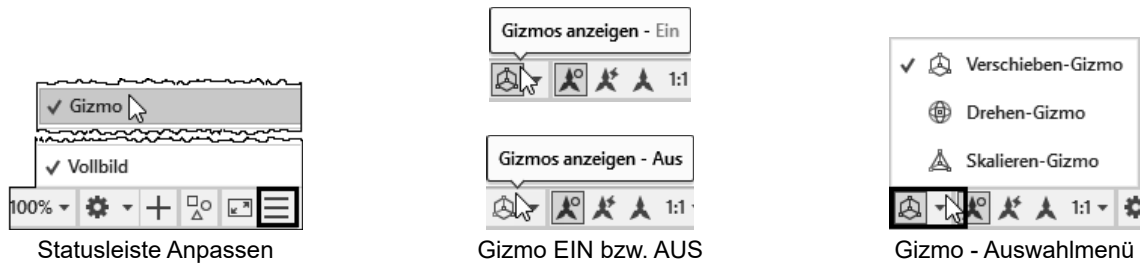 ✓ Gizmo
✓ Vollbild
100%
Statusleiste Anpassen
Gizmos anzeigen - Ein
1:1
Gizmos anzeigen - Aus
1:1
Gizmo EIN bzw. AUS
✓ Verschieben-Gizmo
Drehen-Gizmo
Skalieren-Gizmo
1:1
Gizmo - Auswahlmenü